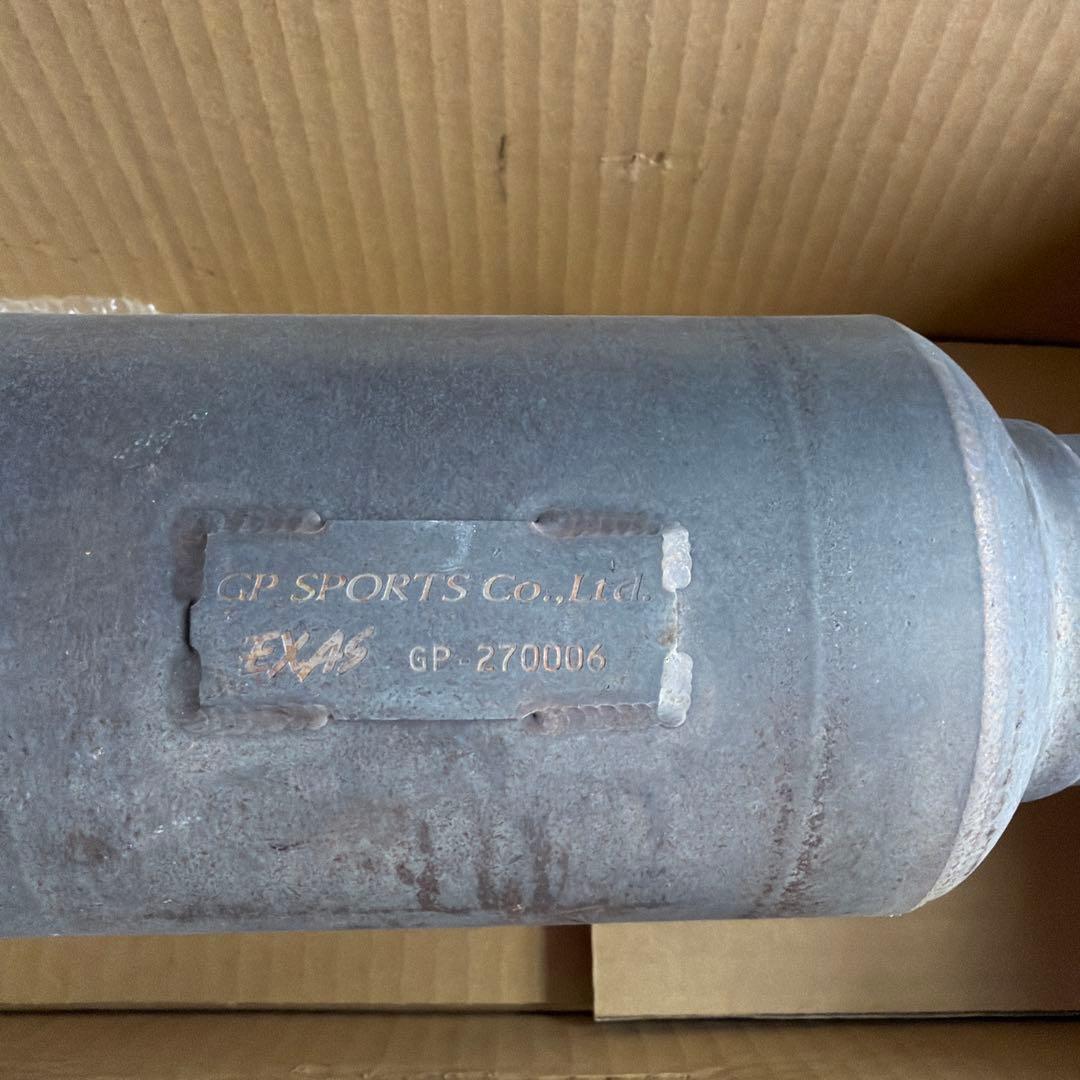 GP SPORTS Co.,Ltd.
EXAS GP-270006